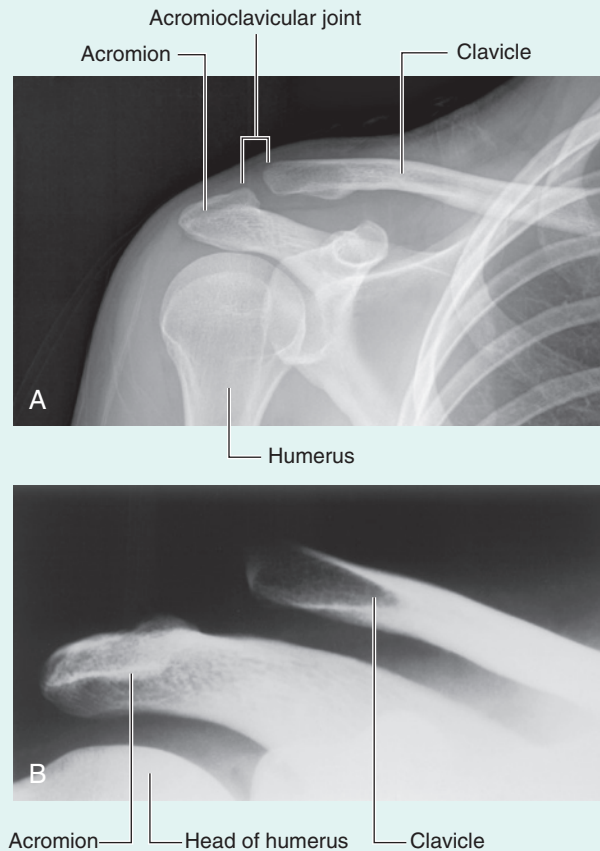 Acromioclavicular joint
Acromion
Clavicle
A
Humerus
B
Acromion
Head of humerus
Clavicle